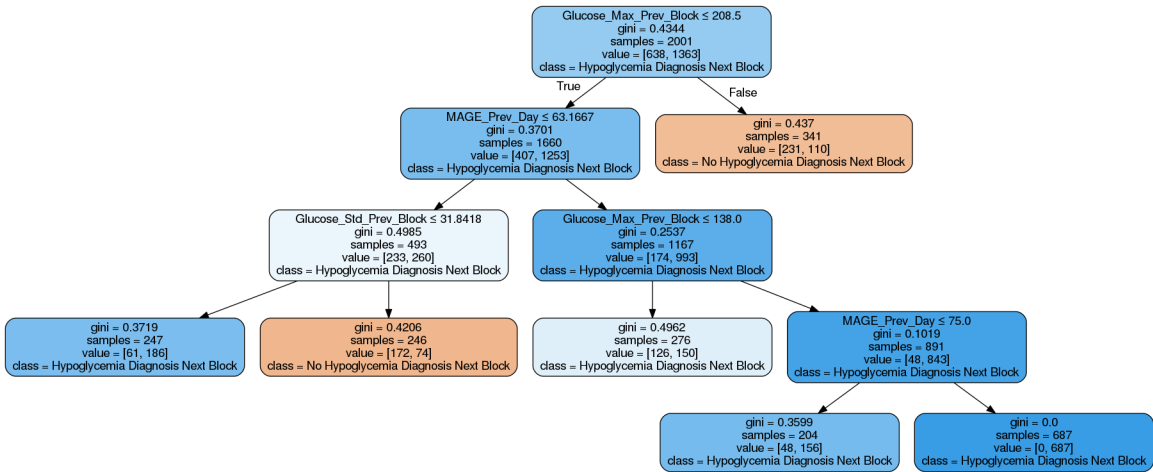 Glucose_Max_Prev_Block ≤ 208.5
gini = 0.4344
samples = 2001
value = [638, 1363]
class = Hypoglycemia Diagnosis Next Block
True
False
MAGE_Prev_Day ≤ 63.1667
gini = 0.3701
samples = 1660
value = [407, 1253]
class = Hypoglycemia Diagnosis Next Block
gini = 0.437
samples = 341
value = [231, 110]
class = No Hypoglycemia Diagnosis Next Block
Glucose_Std_Prev_Block ≤ 31.8418
gini = 0.4985
samples = 493
value = [233, 260]
class = Hypoglycemia Diagnosis Next Block
Glucose_Max_Prev_Block ≤ 138.0
gini = 0.2537
samples = 1167
value = [174, 993]
class = Hypoglycemia Diagnosis Next Block
gini = 0.3719
samples = 247
value = [61, 186]
class = Hypoglycemia Diagnosis Next Block
gini = 0.4206
samples = 246
value = [172, 74]
class = No Hypoglycemia Diagnosis Next Block
gini = 0.4962
samples = 276
value = [126, 150]
class = Hypoglycemia Diagnosis Next Block
MAGE_Prev_Day ≤ 75.0
gini = 0.1019
samples = 891
value = [48, 843]
class = Hypoglycemia Diagnosis Next Block
gini = 0.3599
samples = 204
value = [48, 156]
class = Hypoglycemia Diagnosis Next Block
gini = 0.0
samples = 687
value = [0, 687]
class = Hypoglycemia Diagnosis Next Block